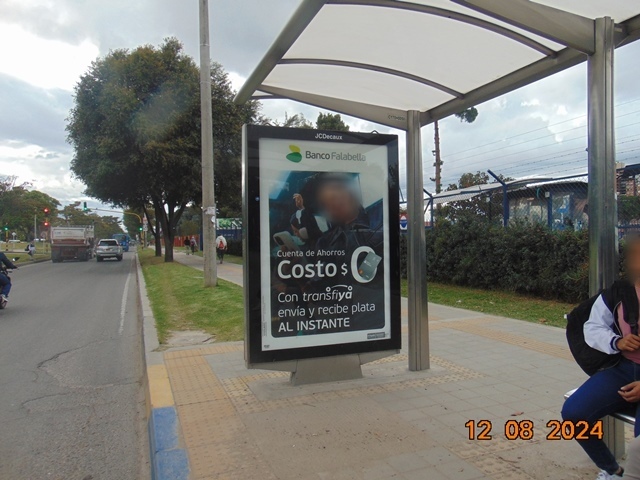 JCDecaux
Banco Falabella
Cuenta de Ahorros
Costo $0
Con transfiya
envía y recibe plata
AL INSTANTE
12 08 2024